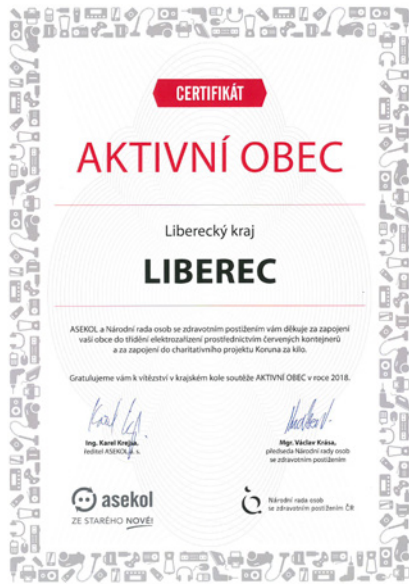 CERTIFIKÁT
AKTIVNÍ OBEC
Liberecký kraj
LIBEREC
ASEKOL a Národní rada osob se zdravotním postižením vám děkuje za zapojení
vaší obce do třídění elektrozařízení prostřednictvím červených kontejnerů
a za zapojení do charitativního projektu Koruna za kilo.
Gratulujeme vám k vítězství v krajském kole soutěže AKTIVNÍ OBEC v roce 2018.
Ing. Karel Krejsa,
ředitel ASEKOL a. s.
Mgr. Václav Krása,
předseda Národní rady osob
se zdravotním postižením
asekol
ZE STARÉHO NOVÉ!
Národní rada osob
se zdravotním postižením ČR